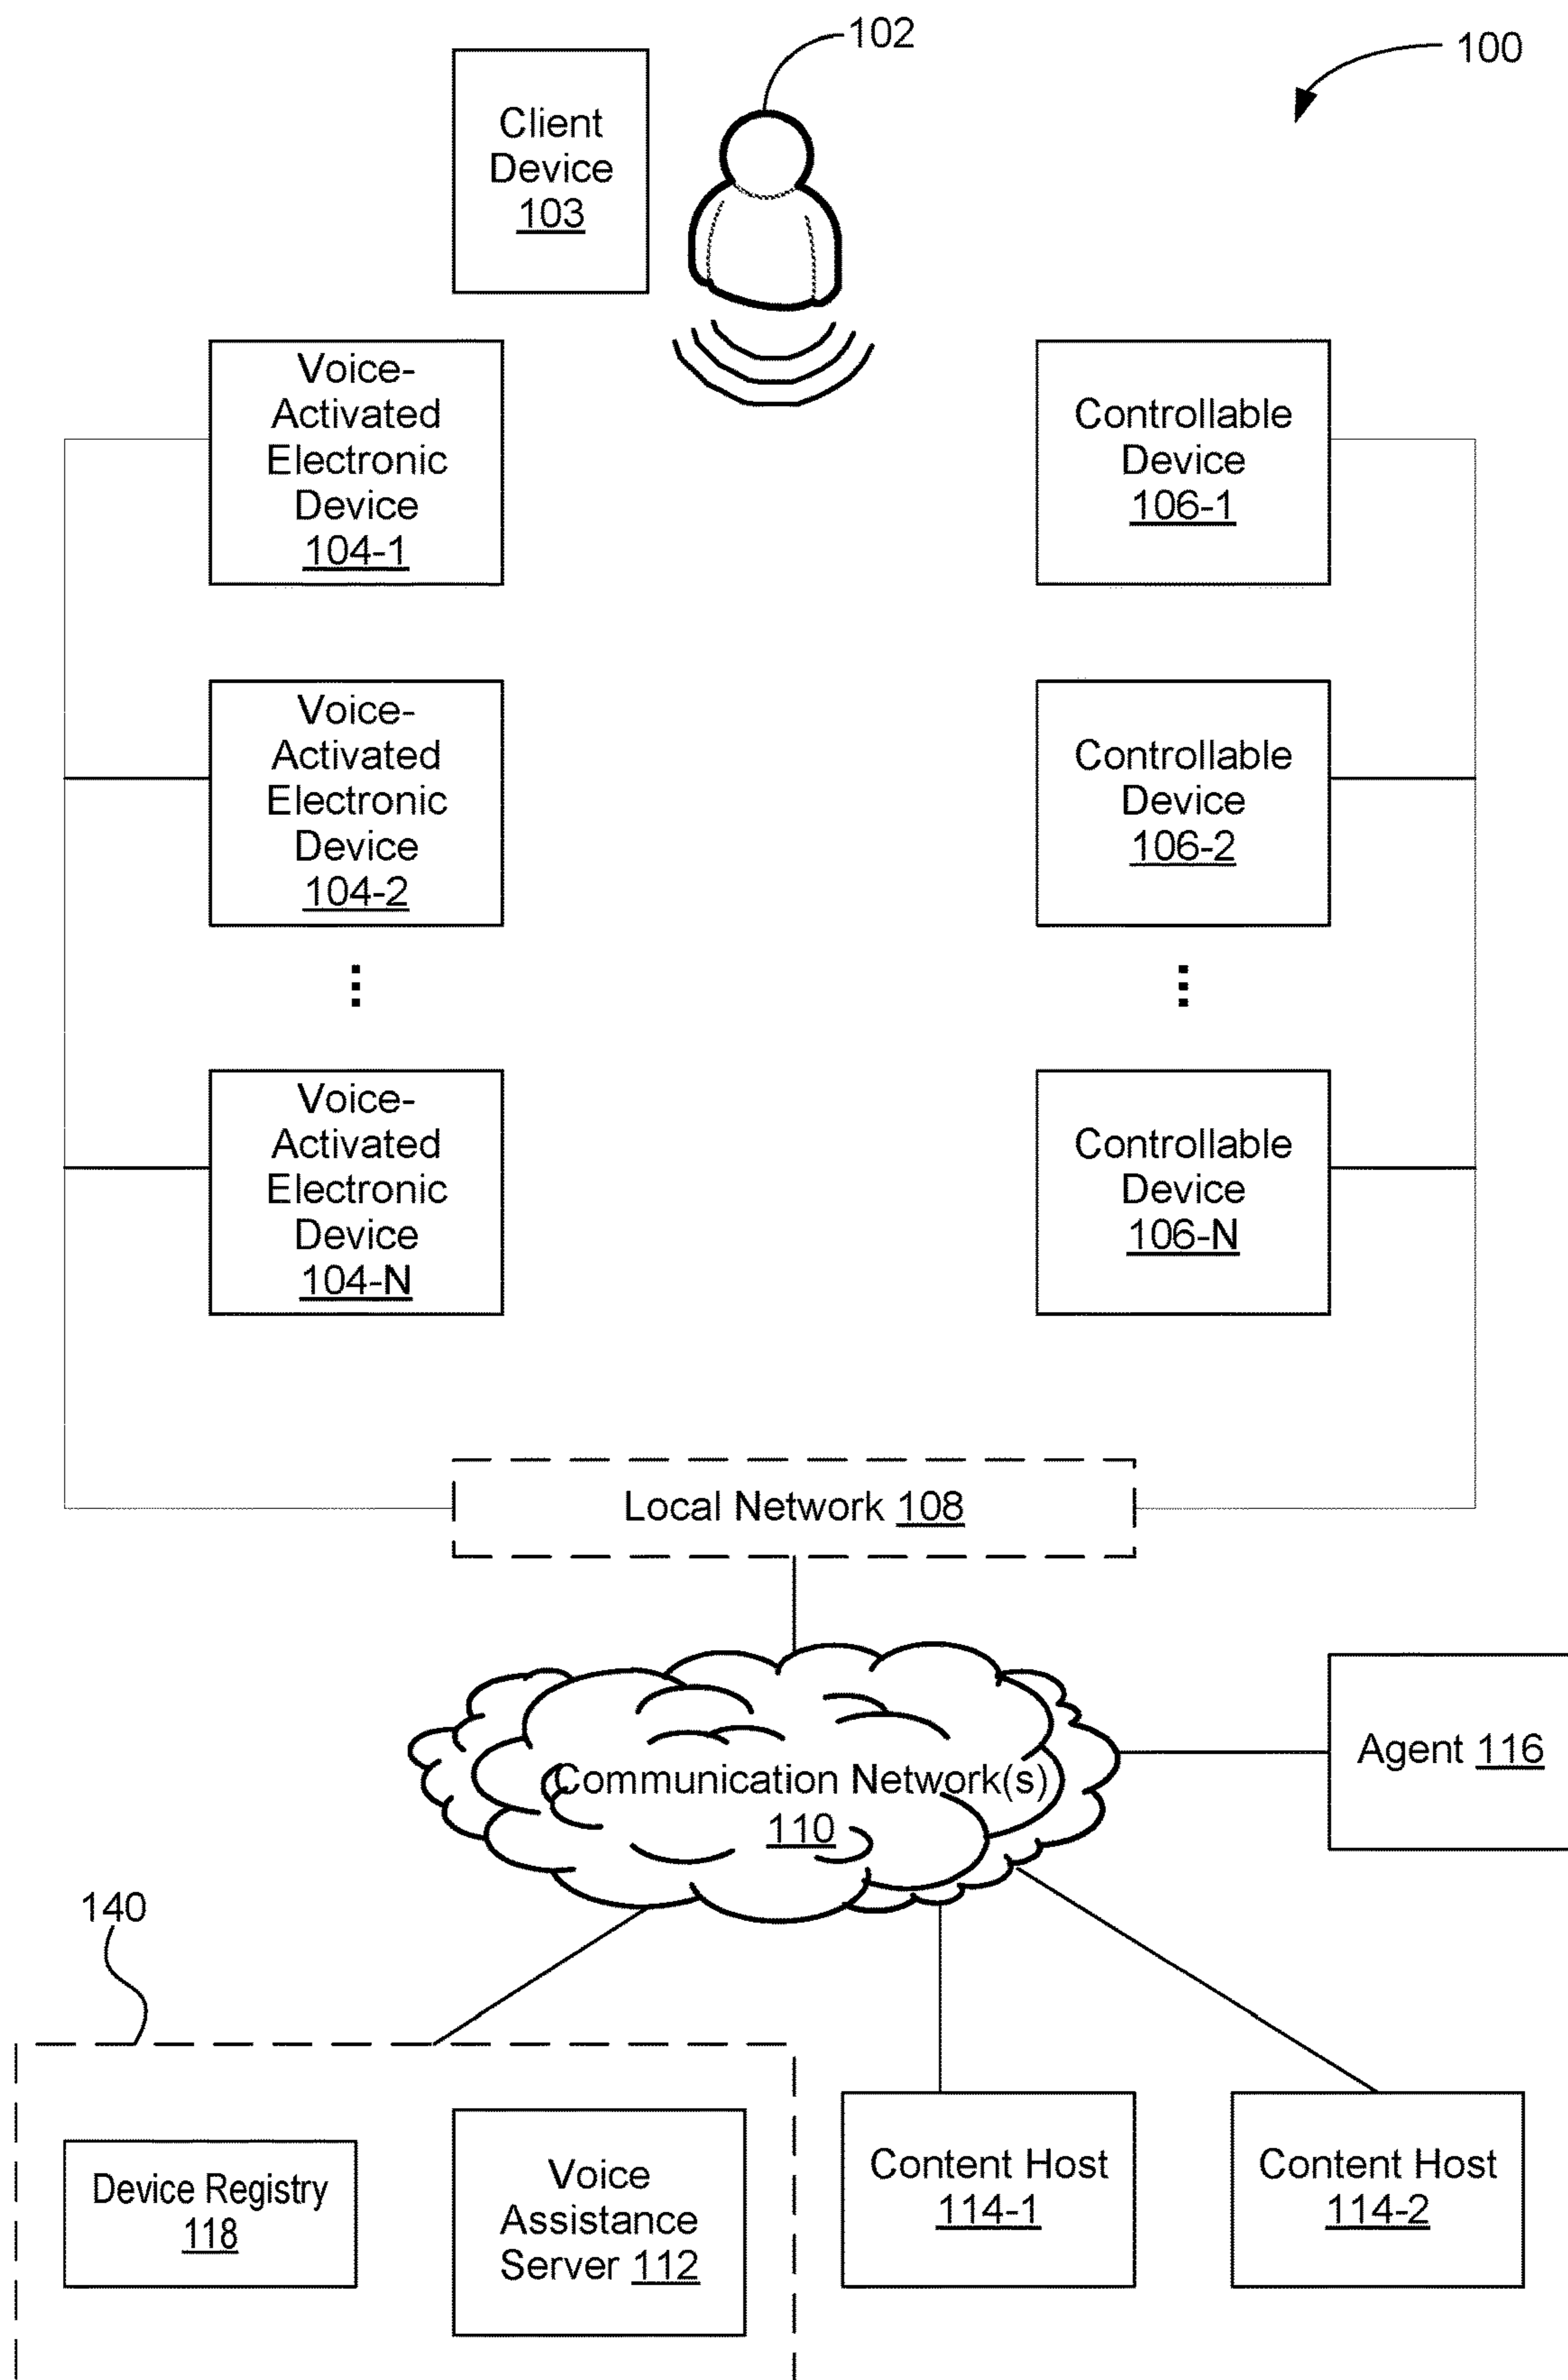 102
100
Client
Device
103
Voice-
Activated
Electronic
Device
104-1
Controllable
Device
106-1
Voice-
Activated
Electronic
Device
104-2
Controllable
Device
106-2
Voice-
Activated
Electronic
Device
104-N
Controllable
Device
106-N
Local Network 108
Communication Network(s)
110
Agent 116
140
Device Registry
118
Voice
Assistance
Server 112
Content Host
114-1
Content Host
114-2